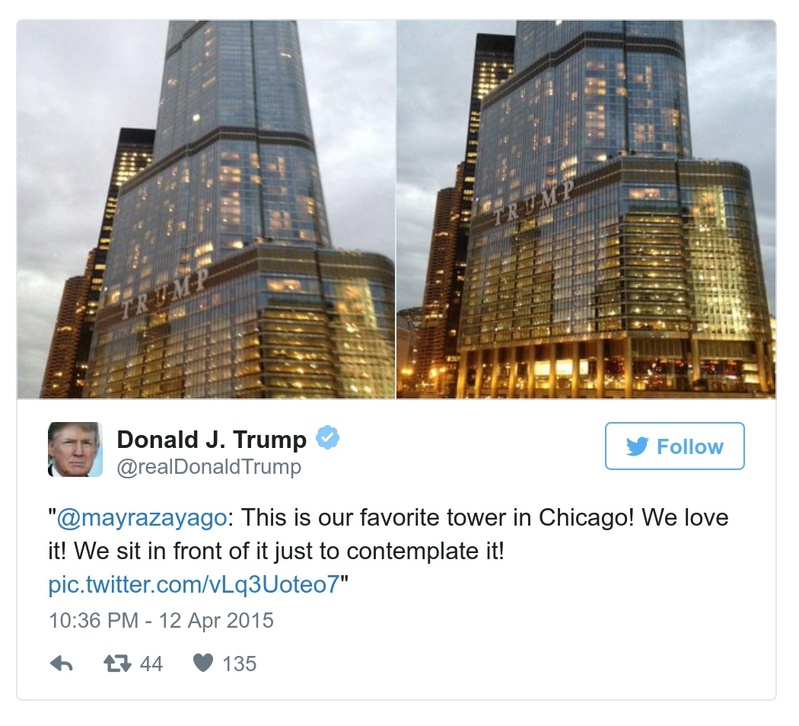 TRUMP TRUMP
Donald J. Trump
@realDonaldTrump
Follow
"@mayrazayago: This is our favorite tower in Chicago! We love
it! We sit in front of it just to contemplate it!
pic.twitter.com/vLq3Uoteo7"
10:36 PM - 12 Apr 2015
44 135